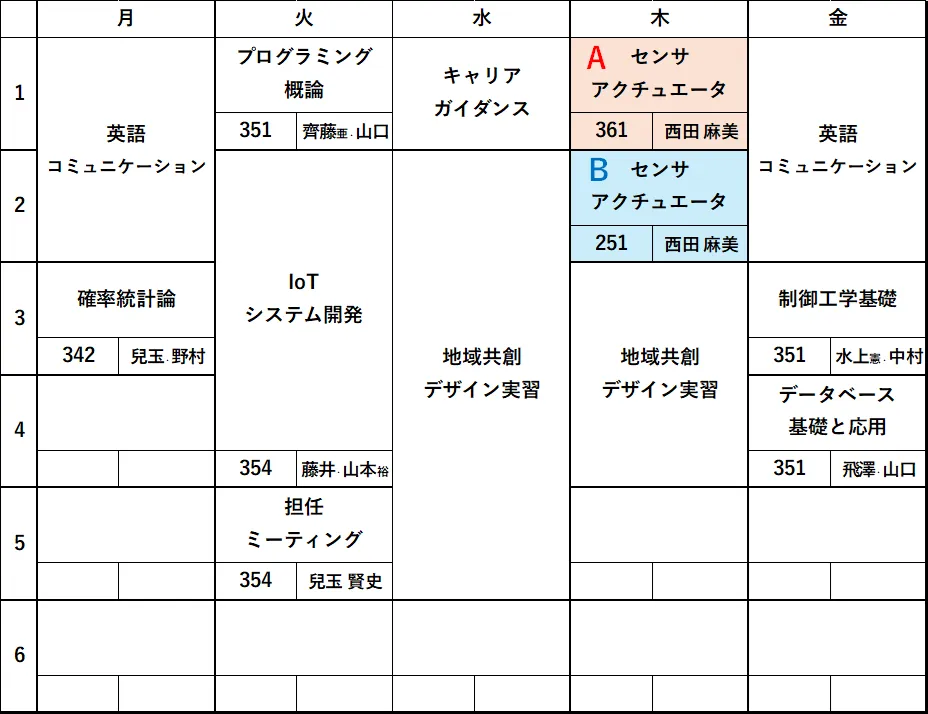 月 火 水 木 金
1
英語
コミュニケーション
プログラミング
概論
351 齊藤亜.山口
キャリア
ガイダンス
A センサ
アクチュエータ
361 西田 麻美
英語
コミュニケーション
2
IoT
システム開発
地域共創
デザイン実習
B センサ
アクチュエータ
251 西田 麻美
3
確率統計論
342 兒玉.野村
地域共創
デザイン実習
制御工学基礎
351 水上憲.中村
4
354 藤井.山本裕
データベース
基礎と応用
351 飛澤.山口
5
担任
ミーティング
354 兒玉 賢史
6